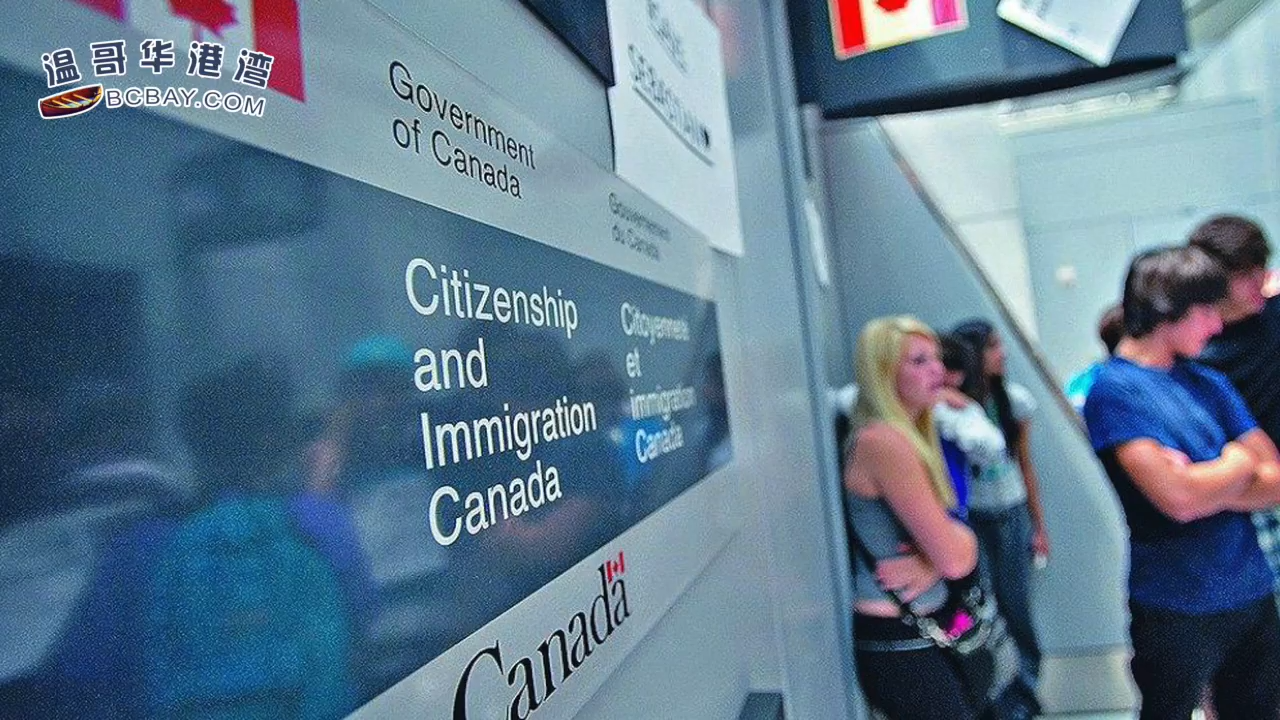 温哥华港湾
BCBAY.COM
Government
of Canada
Gouvernement
du Canada
Citizenship
and
Immigration
Canada
Citoyenneté
et
immigration
Canada
Canada